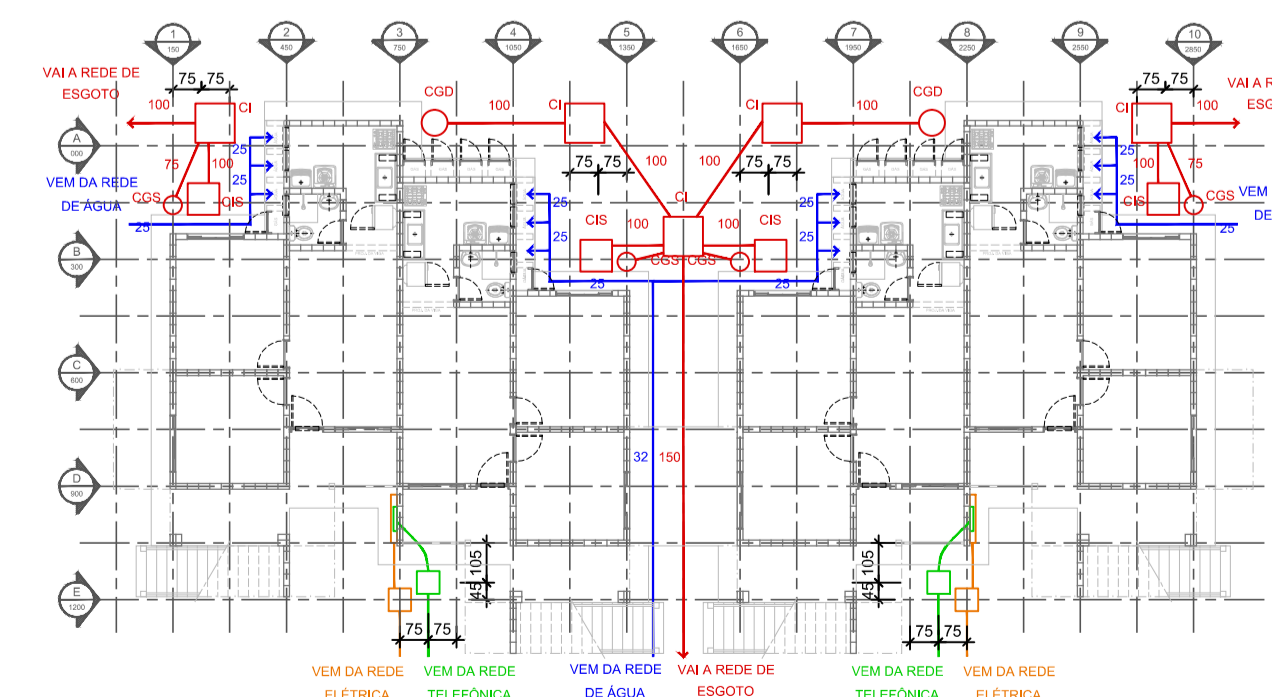 1
150
2
450
3
750
4
1050
5
1350
6
1650
7
1950
8
2250
9
2550
10
2850
VAI A REDE DE
ESGOTO
75
75
CI
100
CGD
100
CI
CI
100
CGD
75
75
CI
100
VAI A R
ESG
A
000
75
100
25
25
75
75
100
100
75
75
25
25
100
75
VEM DA REDE
DE ÁGUA
CGS
CIS
25
CI
CIS
100
100
CIS
25
25
25
25
CIS
CGS
VEM
DE
25
B
300
CGS
CGS
25
25
C
600
32
150
D
900
105
45
105
45
E
1200
75
75
75
75
VEM DA REDE
ELÉTRICA
VEM DA REDE
TELEFÔNICA
VEM DA REDE
DE ÁGUA
VAI A REDE DE
ESGOTO
VEM DA REDE
TELEFÔNICA
VEM DA REDE
ELÉTRICA